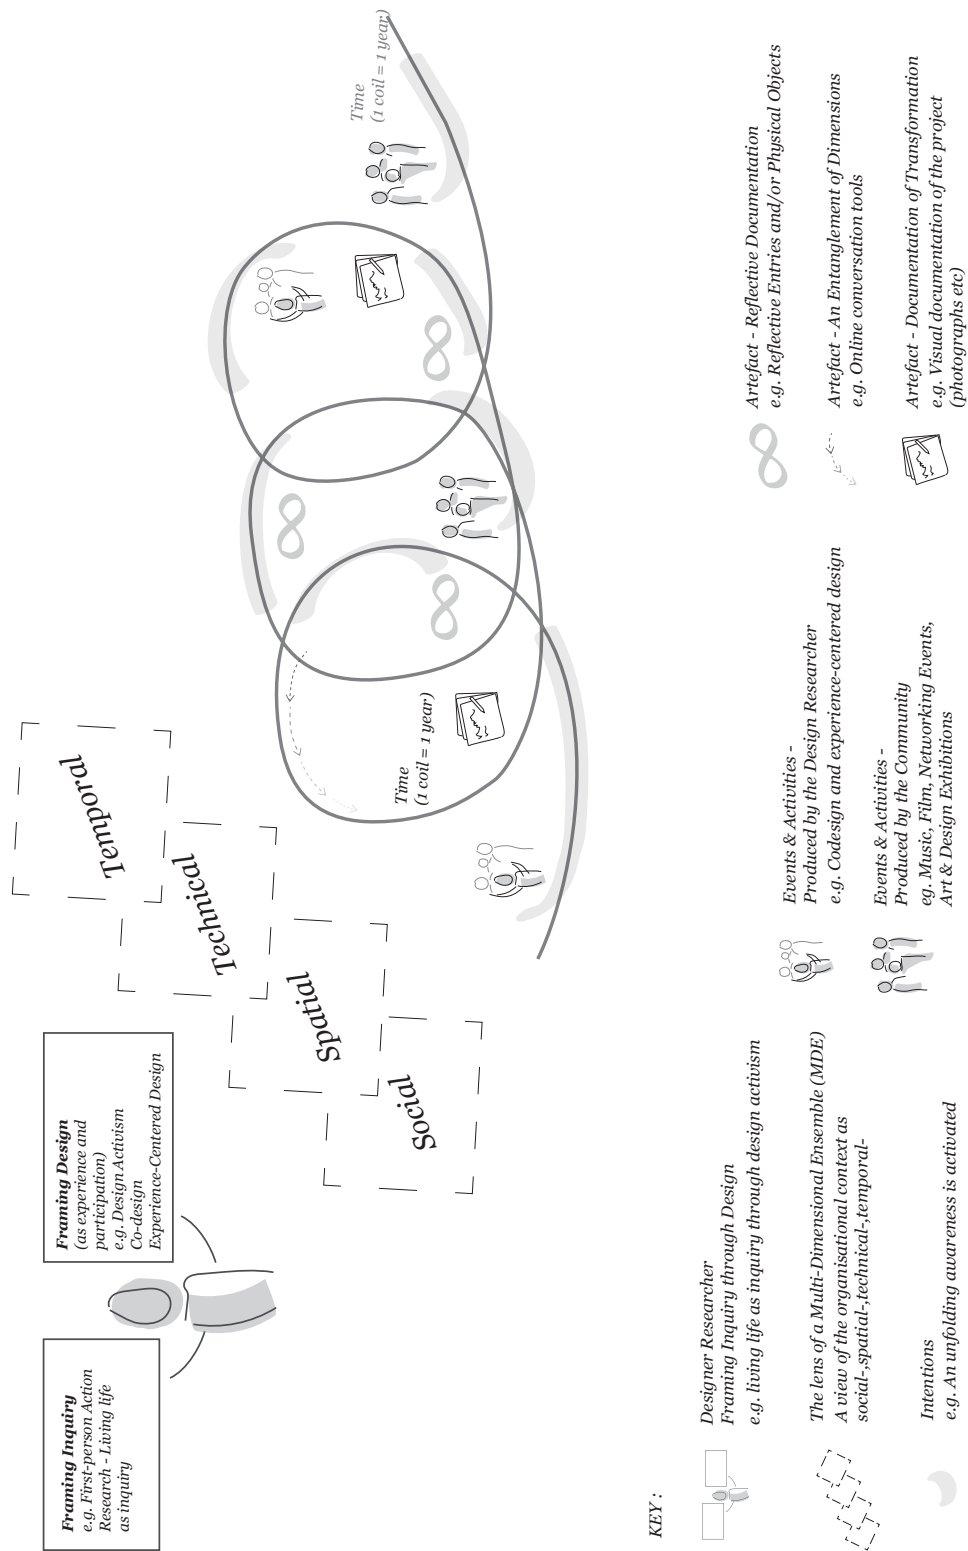 Framing Inquiry
e.g. First-person Action
Research - Living life
as inquiry
Framing Design
(as experience and
participation)
e.g. Design Activism
Co-design
Experience-Centered Design
Social
Spatial
Technical
Temporal
Time
(1 coil = 1 year)
Time
(1 coil = 1 year)
KEY :
Designer Researcher
Framing Inquiry through Design
e.g. living life as inquiry through design activism
The lens of a Multi-Dimensional Ensemble (MDE)
A view of the organisational context as
social-,spatial-,technical-,temporal-
Intentions
e.g. An unfolding awareness is activated
Events & Activities -
Produced by the Design Researcher
e.g. Codesign and experience-centered design
Events & Activities -
Produced by the Community
eg. Music, Film, Networking Events,
Art & Design Exhibitions
Artefact - Reflective Documentation
e.g. Reflective Entries and/or Physical Objects
Artefact - An Entanglement of Dimensions
e.g. Online conversation tools
Artefact - Documentation of Transformation
e.g. Visual documentation of the project
(photographs etc)